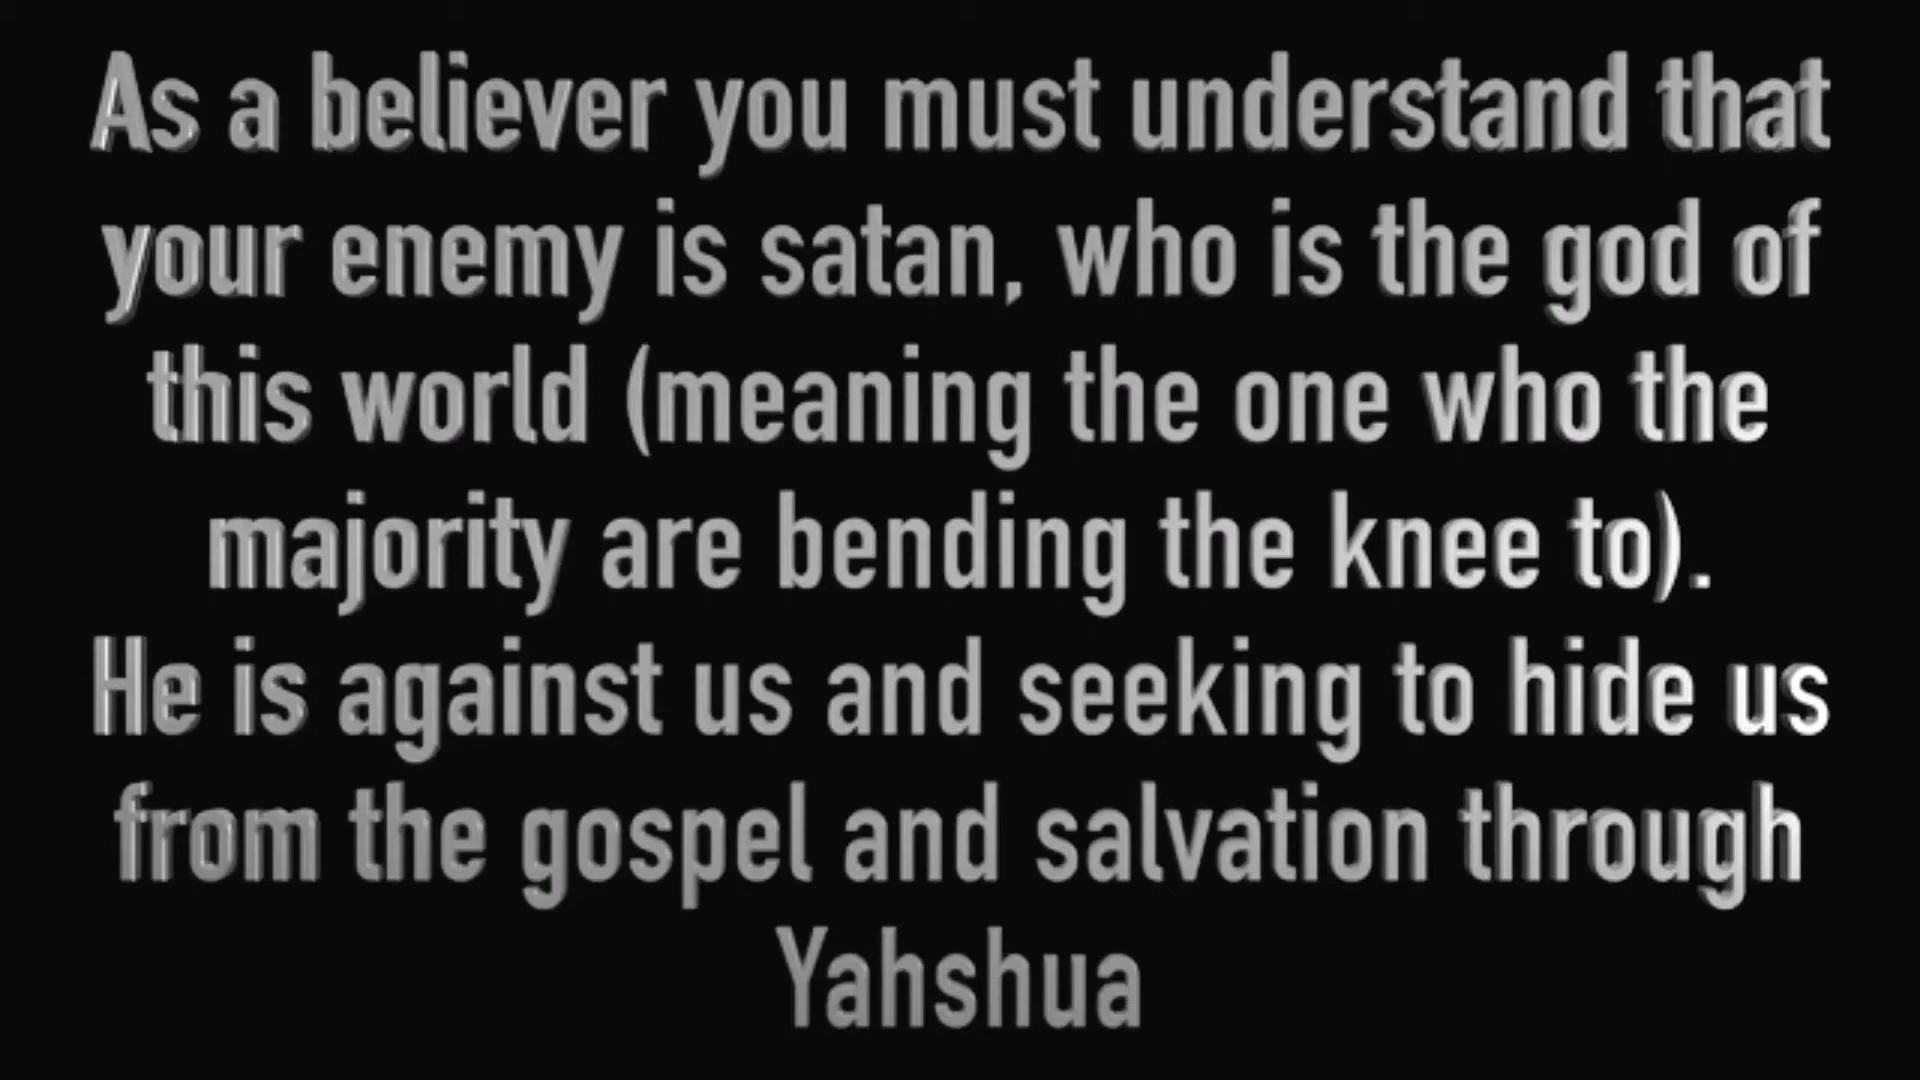 As a believer you must understand that
your enemy is satan, who is the god of
this world (meaning the one who the
majority are bending the knee to).
He is against us and seeking to hide us
from the gospel and salvation through
Yahshua